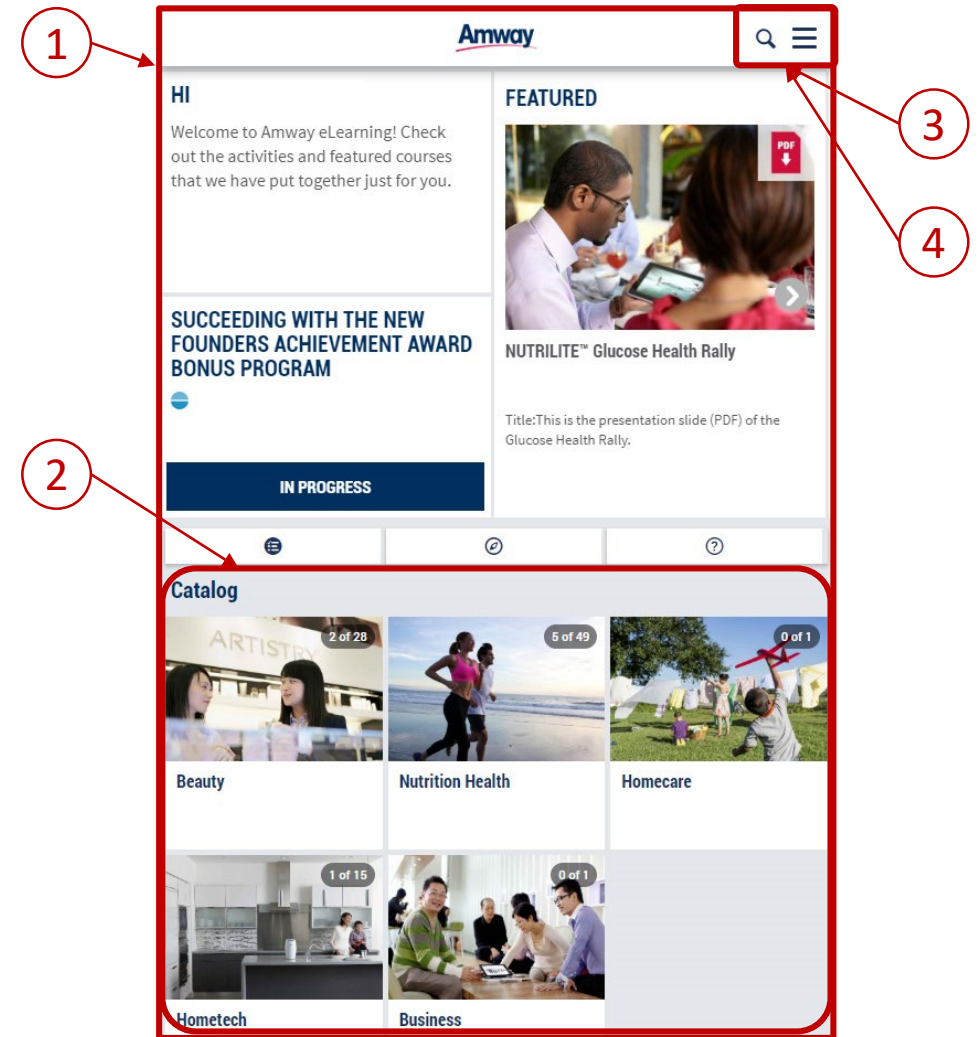 1
Amway
3
HI
Welcome to Amway eLearning! Check
out the activities and featured courses
that we have put together just for you.
FEATURED
PDF
4
SUCCEEDING WITH THE NEW
FOUNDERS ACHIEVEMENT AWARD
BONUS PROGRAM
NUTRILITE™ Glucose Health Rally
Title:This is the presentation slide (PDF) of the
Glucose Health Rally.
2
IN PROGRESS
?
Catalog
ARTISTRY
2 of 28
5 of 49
0 of 1
Beauty
Nutrition Health
Homecare
1 of 15
0 of 1
Hometech
Business